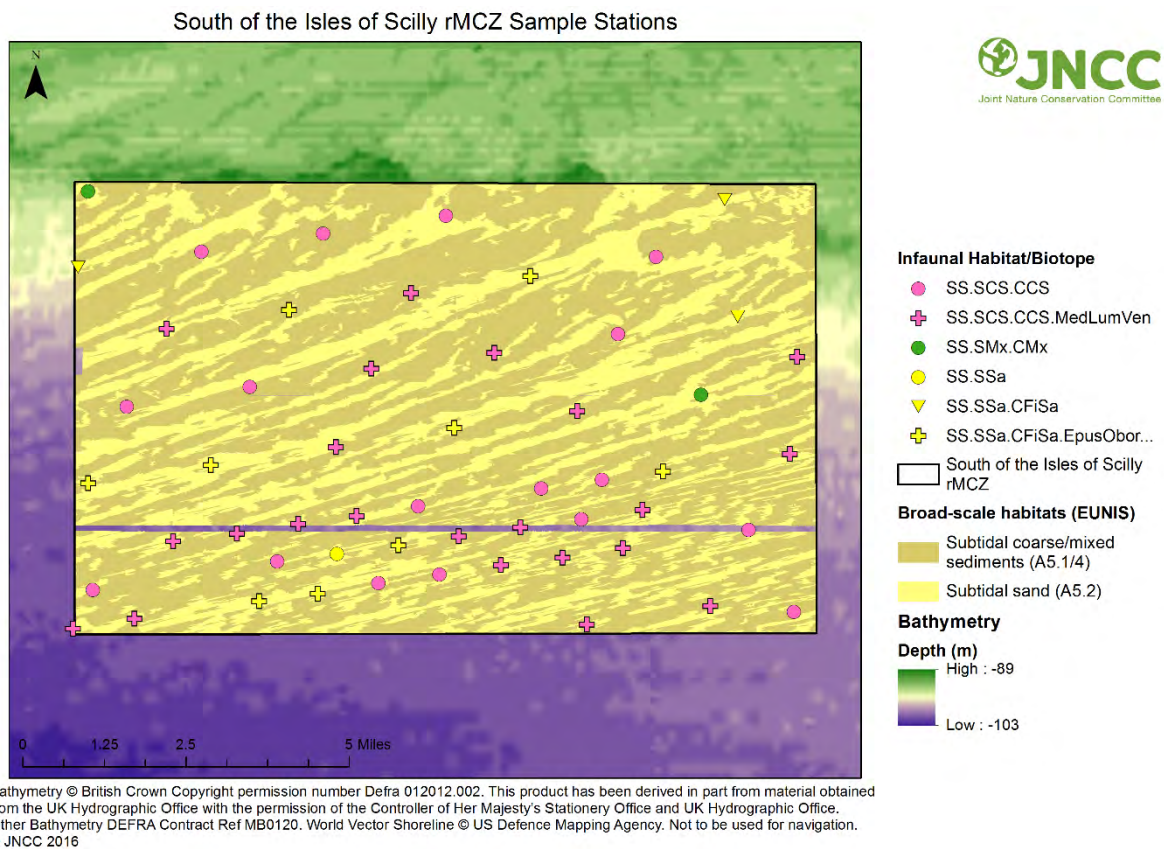 South of the Isles of Scilly rMCZ Sample Stations
N
JNCC
Joint Nature Conservation Committee
Infaunal Habitat/Biotope
SS.SCS.CCS
SS.SCS.CCS.MedLumVen
SS.SMx.CMx
SS.SSa
SS.SSa.CFiSa
SS.SSa.CFiSa.EpusObor...
South of the Isles of Scilly
rMCZ
Broad-scale habitats (EUNIS)
Subtidal coarse/mixed
sediments (A5.1/4)
Subtidal sand (A5.2)
Bathymetry
Depth (m)
High : -89
Low : -103
0 1.25 2.5 5 Miles
athymetry © British Crown Copyright permission number Defra 012012.002. This product has been derived in part from material obtained
om the UK Hydrographic Office with the permission of the Controller of Her Majesty's Stationery Office and UK Hydrographic Office.
ther Bathymetry DEFRA Contract Ref MB0120. World Vector Shoreline © US Defence Mapping Agency. Not to be used for navigation.
JNCC 2016